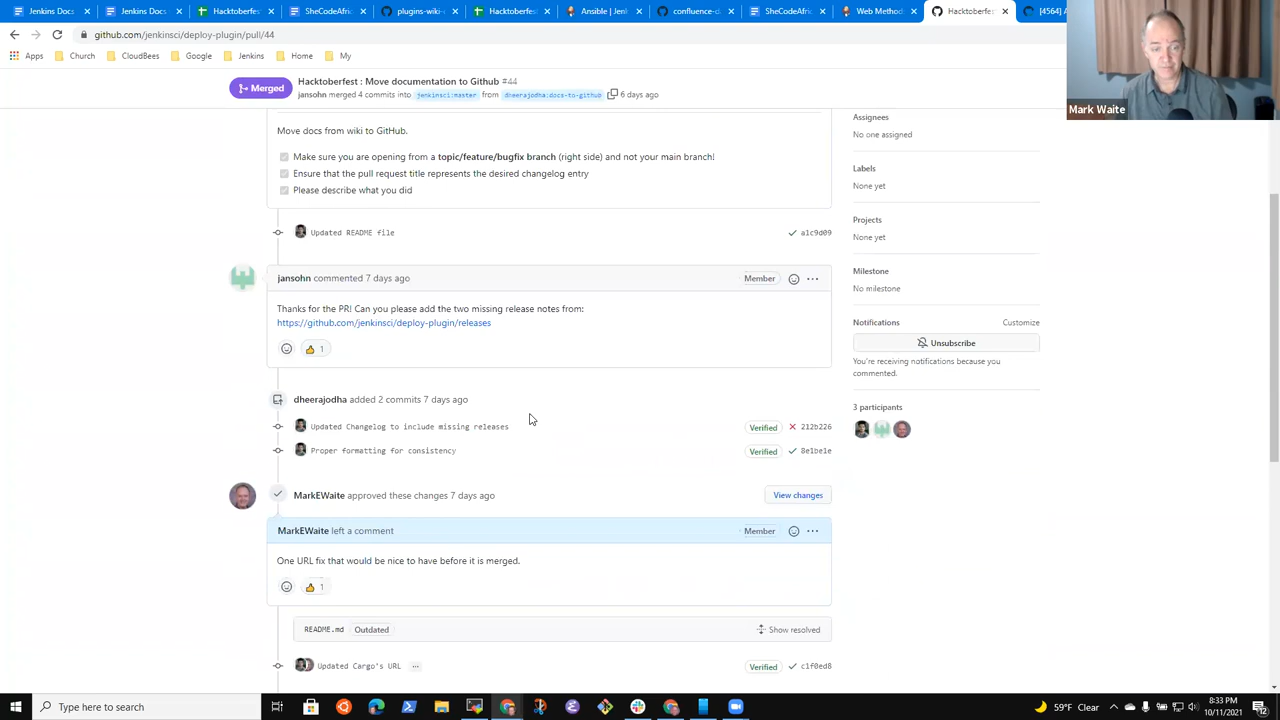 Jenkins Docs
Jenkins Docs
Hacktoberfes
SheCodeAfric
plugins-wiki-
Hacktoberfes
Ansible | Jenk
confluence-da
SheCodeAfric
Web Method
Hacktoberfes
[4564]
github.com/jenkinsci/deploy-plugin/pull/44
Apps
Church
CloudBees
Google
Jenkins
Home
My
Merged
Hacktoberfest : Move documentation to Github #44
jansohn merged 4 commits into jenkinsci:master from dheerajodha:docs-to-github 6 days ago
Mark Waite
Move docs from wiki to GitHub.
Make sure you are opening from a topic/feature/bugfix branch (right side) and not your main branch!
Ensure that the pull request title represents the desired changelog entry
Please describe what you did
Updated README file
a1c9d09
jansohn commented 7 days ago
Member
Thanks for the PR! Can you please add the two missing release notes from:
https://github.com/jenkinsci/deploy-plugin/releases
1
dheerajodha added 2 commits 7 days ago
Updated Changelog to include missing releases
Verified
212b226
Proper formatting for consistency
Verified
8e1be1e
MarkEWaite approved these changes 7 days ago
View changes
MarkEWaite left a comment
Member
One URL fix that would be nice to have before it is merged.
1
README.md
Outdated
Show resolved
Updated Cargo's URL
Verified
c1f0ed8
Assignees
No one assigned
Labels
None yet
Projects
None yet
Milestone
No milestone
Notifications
Customize
Unsubscribe
You're receiving notifications because you
commented.
3 participants
Type here to search
59°F Clear
8:33 PM
10/11/2021
12